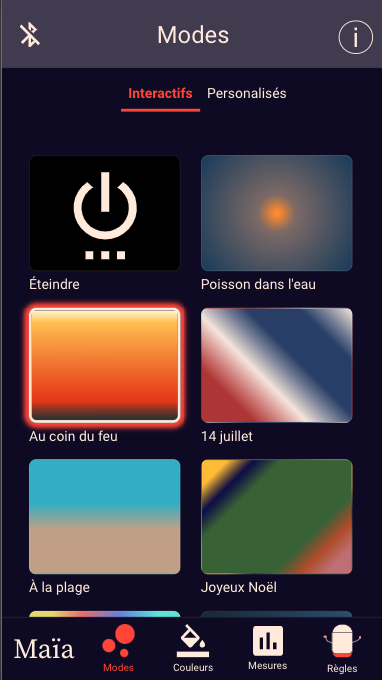 Modes
i
Interactifs Personalisés
Éteindre
Poisson dans l'eau
Au coin du feu
14 juillet
À la plage
Joyeux Noël
Maïa
Modes
Couleurs
Mesures
Règles